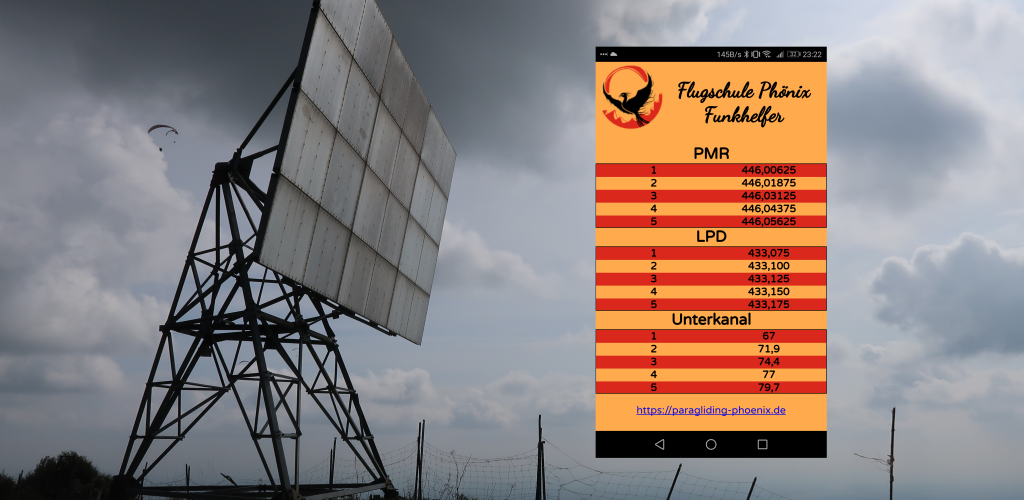 145B/s 32 23:22
Flugschule Phönix
Funkhelfer
PMR
1 446,00625
2 446,01875
3 446,03125
4 446,04375
5 446,05625
LPD
1 433,075
2 433,100
3 433,125
4 433,150
5 433,175
Unterkanal
1 67
2 71,9
3 74,4
4 77
5 79,7
https://paragliding-phoenix.de